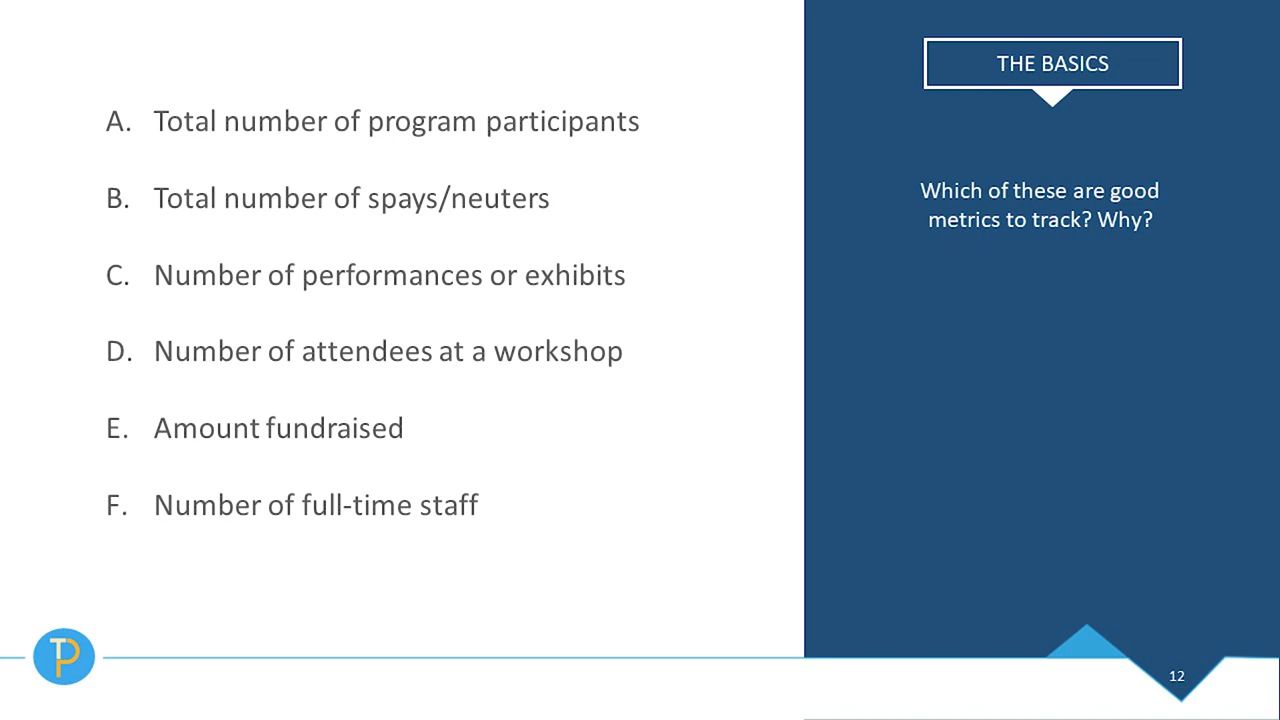 A. Total number of program participants
B. Total number of spays/neuters
C. Number of performances or exhibits
D. Number of attendees at a workshop
E. Amount fundraised
F. Number of full-time staff
THE BASICS
Which of these are good
metrics to track? Why?
TP
12